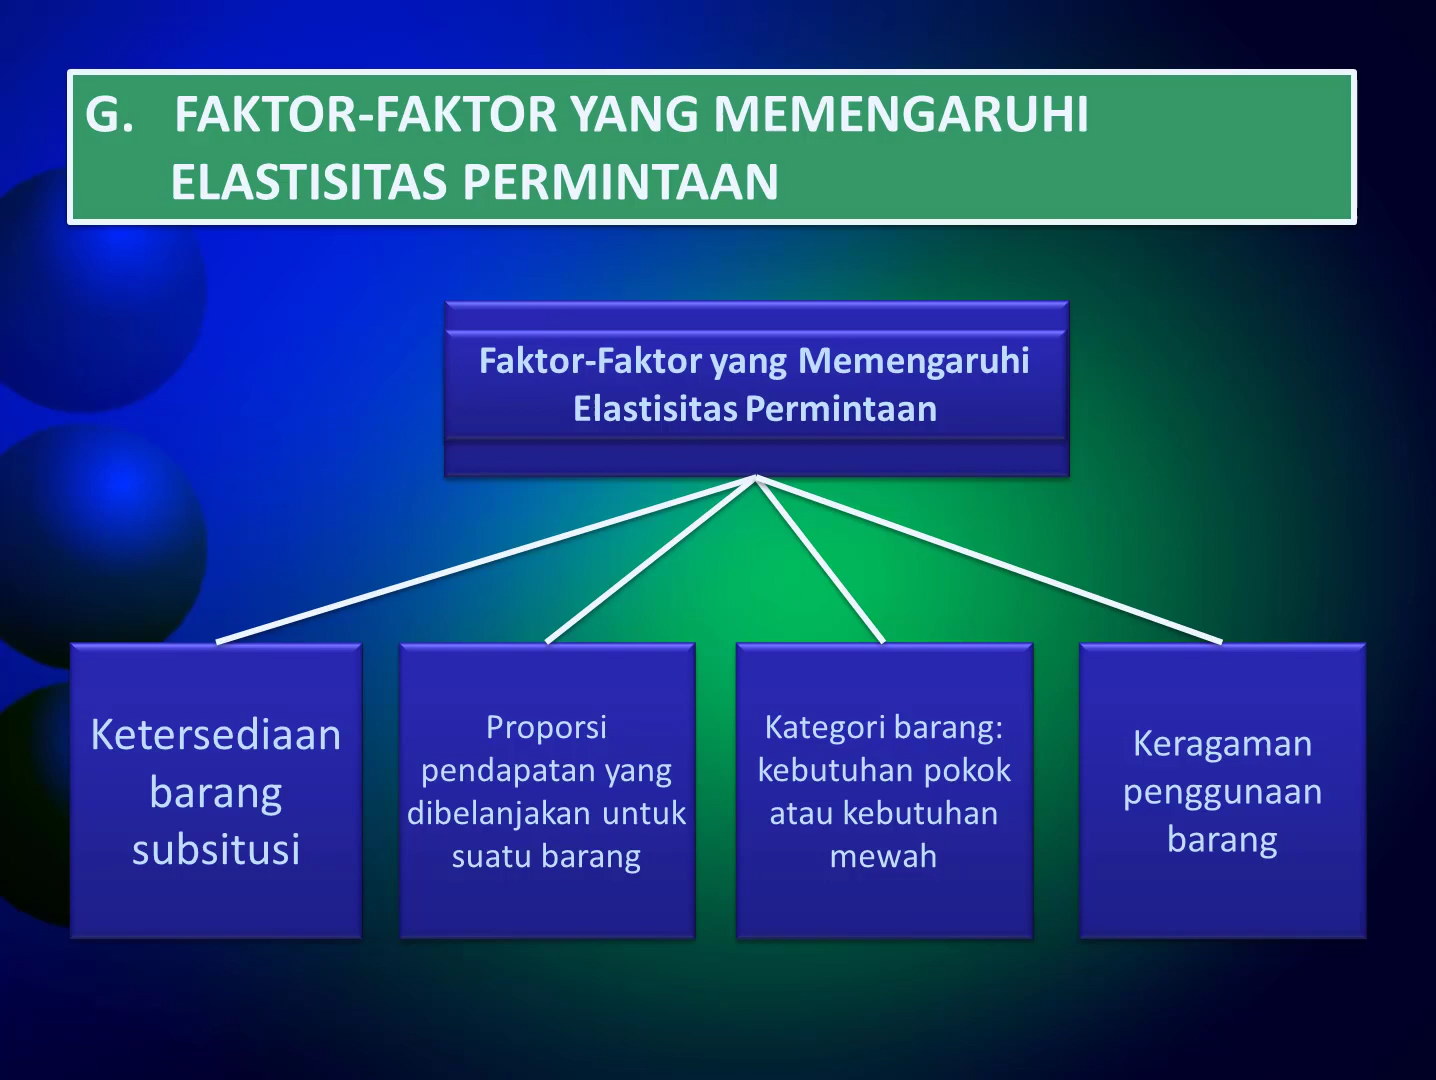 G. FAKTOR-FAKTOR YANG MEMENGARUHI
ELASTISITAS PERMINTAAN
Faktor-Faktor yang Memengaruhi
Elastisitas Permintaan
Ketersediaan
barang
subsitusi
Proporsi
pendapatan yang
dibelanjakan untuk
suatu barang
Kategori barang:
kebutuhan pokok
atau kebutuhan
mewah
Keragaman
penggunaan
barang